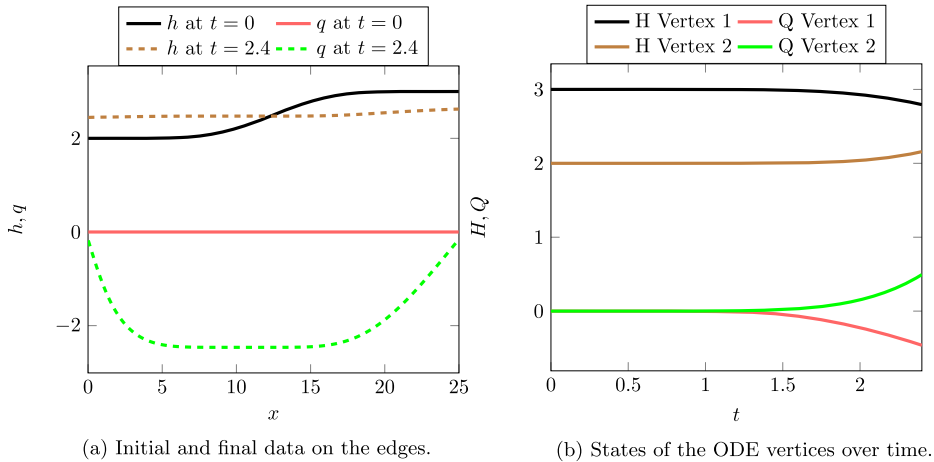 h at t = 0
q at t = 0
h at t = 2.4
q at t = 2.4
2
0
−2
h, q
0
5
10
15
20
25
x
(a) Initial and final data on the edges.
H Vertex 1
Q Vertex 1
H Vertex 2
Q Vertex 2
3
2
1
0
H, Q
0
0.5
1
1.5
2
t
(b) States of the ODE vertices over time.